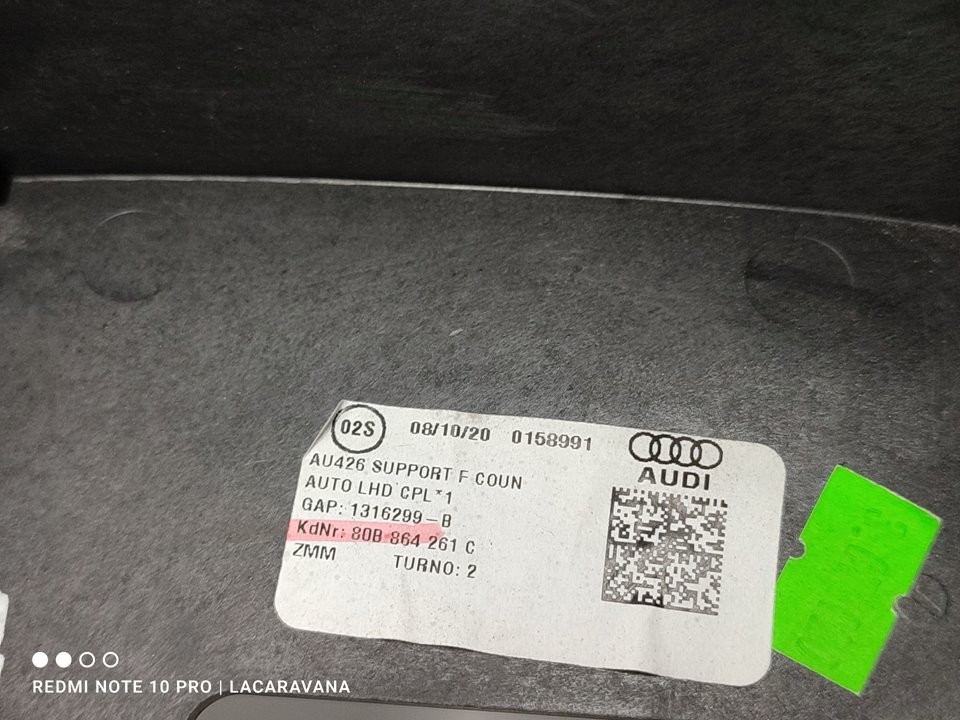 02S 08/10/20 0158991
AUDI
AU426 SUPPORT F COUN
AUTO LHD CPL*1
GAP: 1316299-B
KdNr: 80B 864 261 C
ZMM TURNO: 2
REDMI NOTE 10 PRO | LACARAVANA